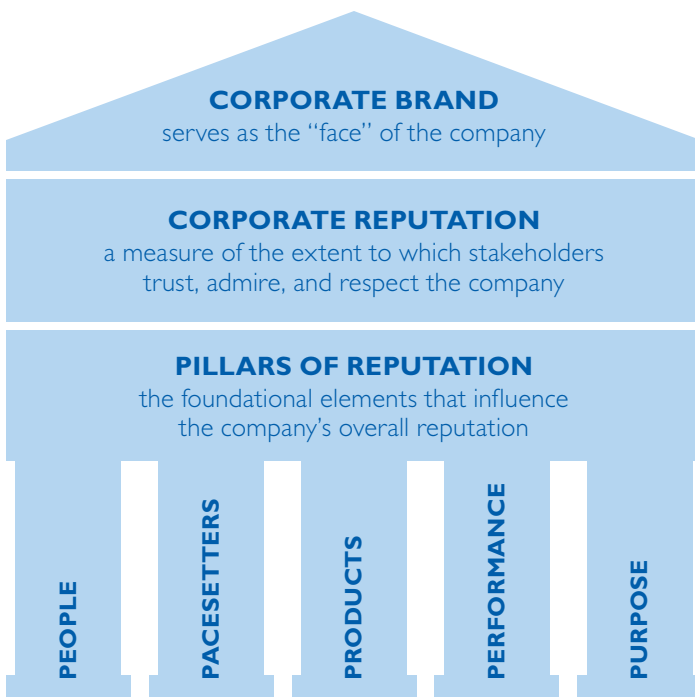 CORPORATE BRAND
serves as the “face” of the company
CORPORATE REPUTATION
a measure of the extent to which stakeholders
trust, admire, and respect the company
PILLARS OF REPUTATION
the foundational elements that influence
the company’s overall reputation
PEOPLE
PACESETTERS
PRODUCTS
PERFORMANCE
PURPOSE